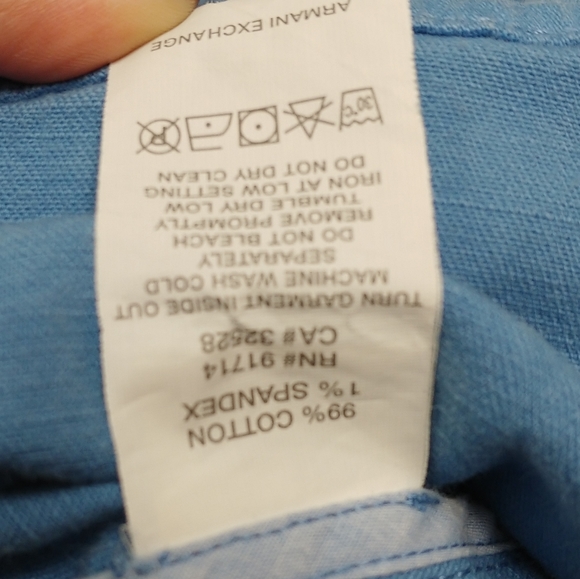 99% COTTON
1% SPANDEX
RN# 91714
CA# 32528
TURN GARMENT INSIDE OUT
MACHINE WASH COLD
SEPARATELY
DO NOT BLEACH
REMOVE PROMPTLY
TUMBLE DRY LOW
IRON AT LOW SETTING
DO NOT DRY CLEAN
30°C
ARMANI EXCHANGE